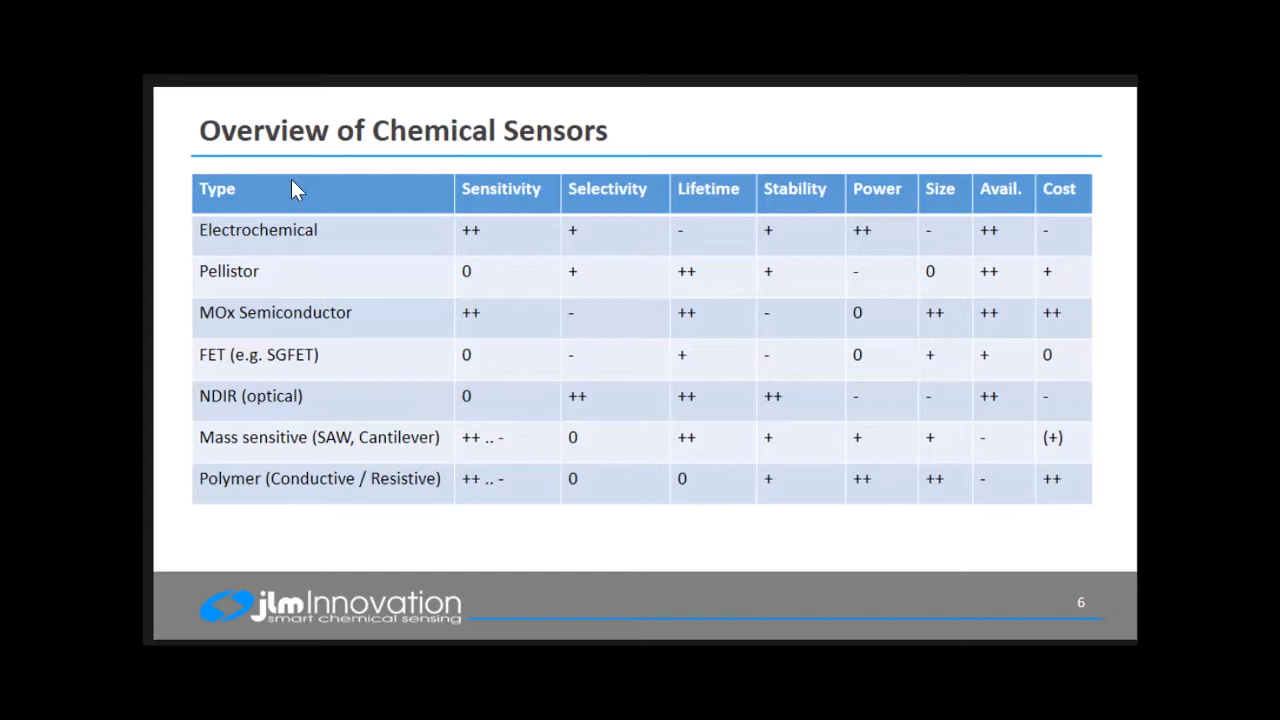 Overview of Chemical Sensors
Type Sensitivity Selectivity Lifetime Stability Power Size Avail. Cost
Electrochemical ++ + - + ++ - ++ -
Pellistor 0 + ++ + - 0 ++ +
MOx Semiconductor ++ - ++ - 0 ++ ++ ++
FET (e.g. SGFET) 0 - + - 0 + + 0
NDIR (optical) 0 ++ ++ ++ - - ++ -
Mass sensitive (SAW, Cantilever) ++ .. - 0 ++ + + + - (+)
Polymer (Conductive / Resistive) ++ .. - 0 0 + ++ ++ - ++
jlmInnovation
smart chemical sensing
6